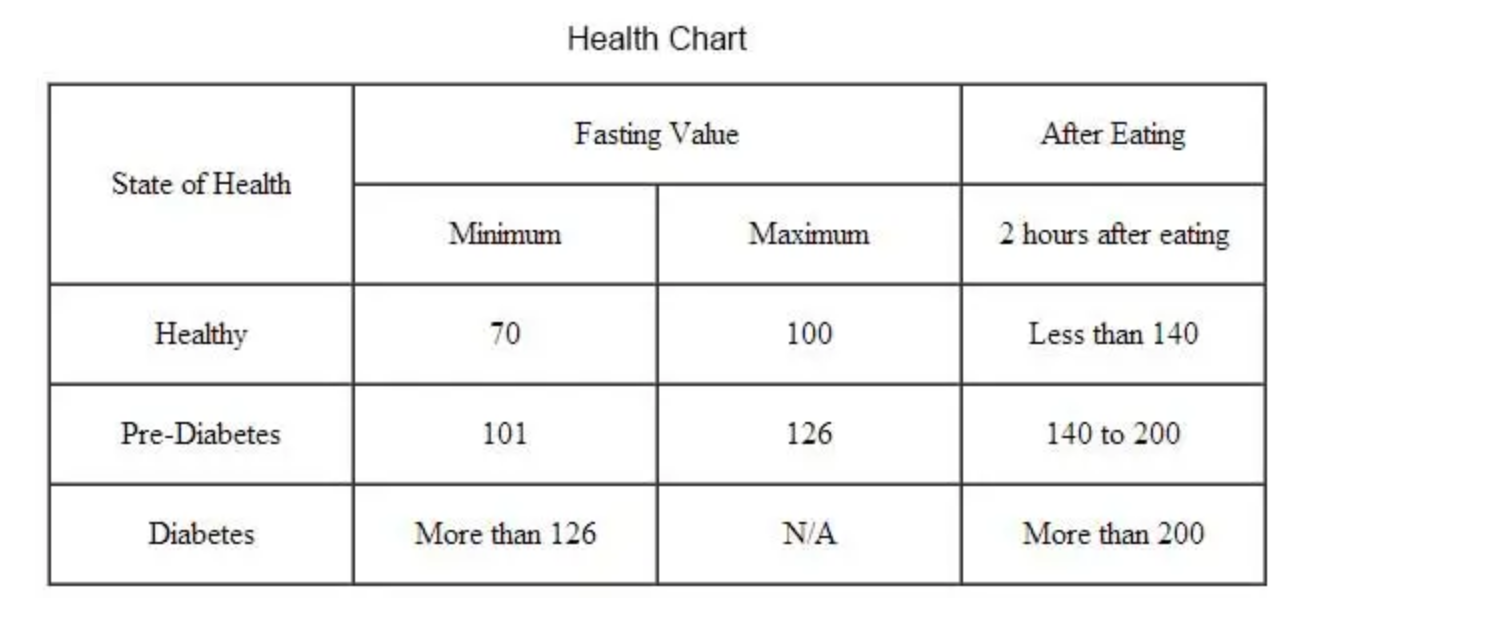 Health Chart
State of Health
Fasting Value
After Eating
Minimum
Maximum
2 hours after eating
Healthy
70
100
Less than 140
Pre-Diabetes
101
126
140 to 200
Diabetes
More than 126
N/A
More than 200